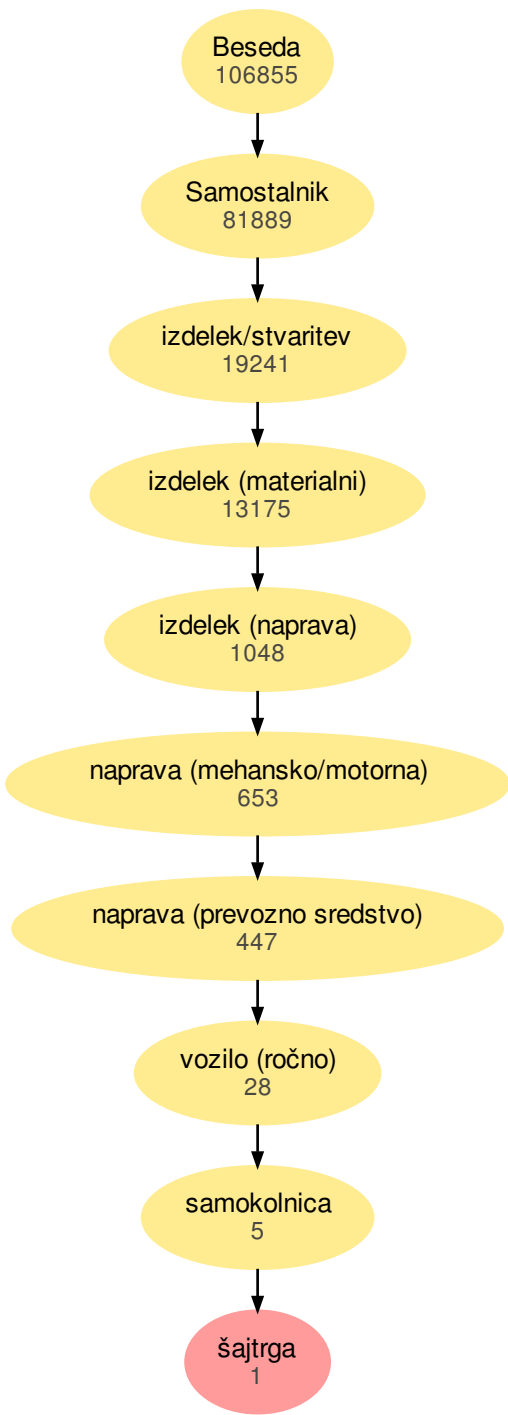 Beseda
106855
Samostalnik
81889
izdelek/stvaritev
19241
izdelek (materialni)
13175
izdelek (naprava)
1048
naprava (mehansko/motorna)
653
naprava (prevozno sredstvo)
447
vozilo (ročno)
28
samokolnica
5
šajtrga
1